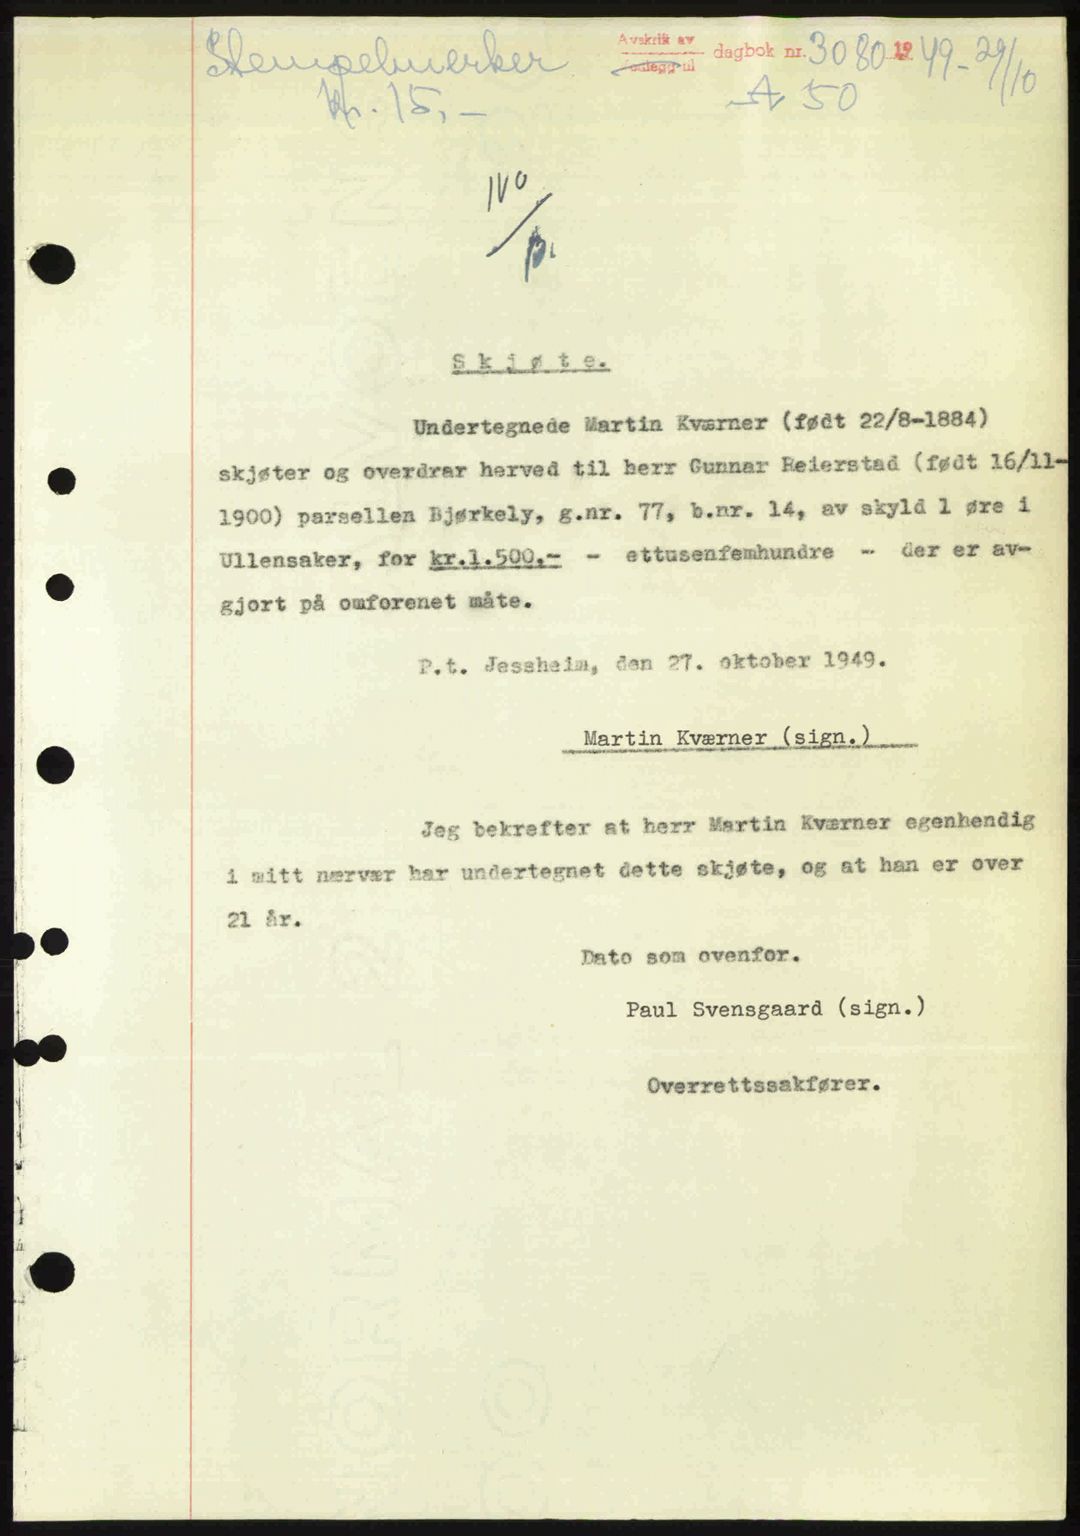 Stempelmerker
Kr. 15,-
Avskrik av
dagbok nr. 3080 1949 - 29/10
A 50
S k j ø t e.
Undertegnede Martin Kværner (født 22/8-1884)
skjøter og overdrar herved til herr Gunnar Reierstad (født 16/11-
1900) parsellen Bjørkely, g.nr. 77, b.nr. 14, av skyld 1 øre i
Ullensaker, for kr.1.500,- - ettusenfemhundre - der er av-
gjort på omforenet måte.
P.t. Jessheim, den 27. oktober 1949.
Martin Kværner (sign.)
Jeg bekrefter at herr Martin Kværner egenhendig
i mitt nærvær har undertegnet dette skjøte, og at han er over
21 år.
Dato som ovenfor.
Paul Svensgaard (sign.)
Overrettssakfører.